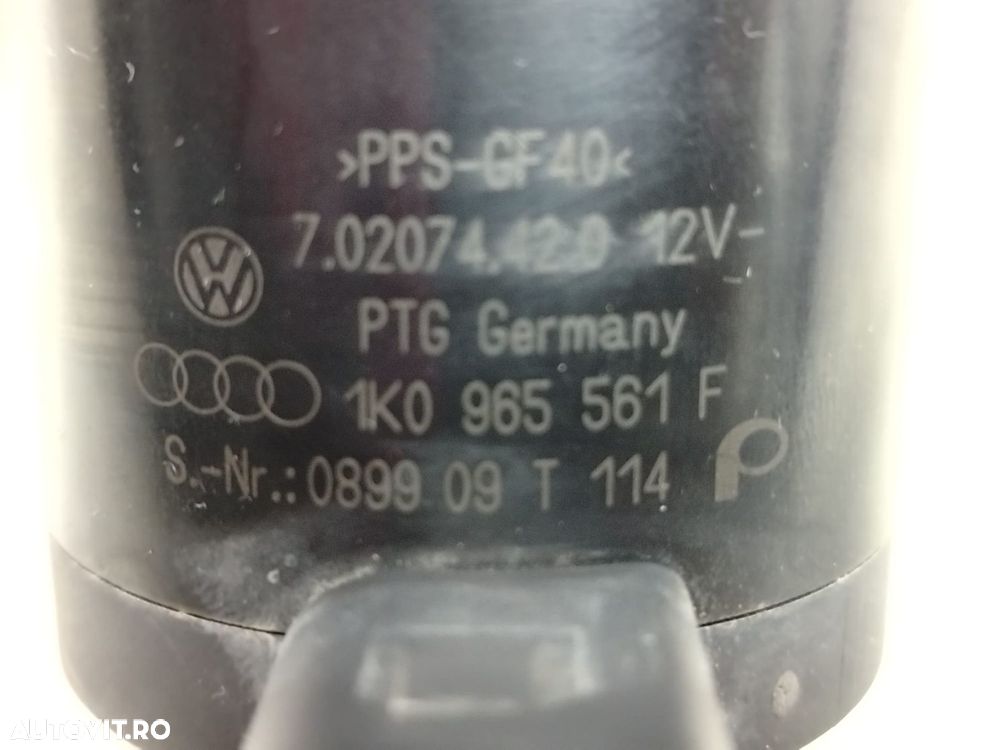 >PPS-GF40<
7.02074.42.0 12V-
PTG Germany
1K0 965 561 F
S.-Nr.: 0899 09 T 114
AUTOVIT.RO